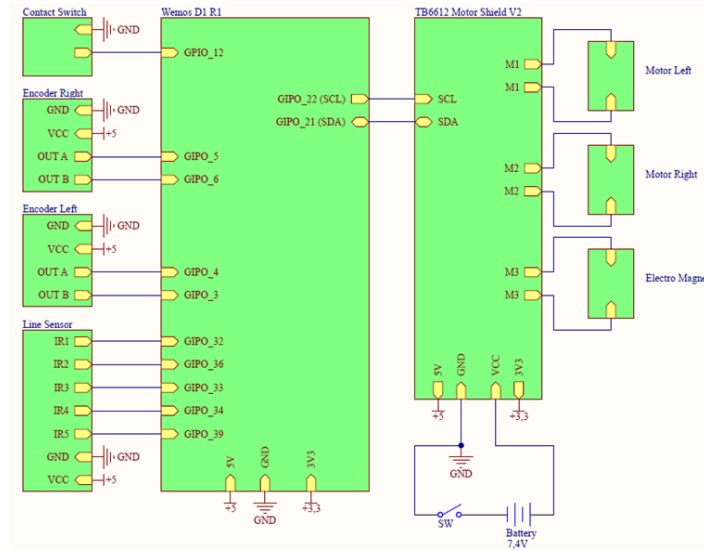 Contact Switch
GND
GPIO_12
Encoder Right
GND
GND
VCC
+5
OUT A
GIPO_5
OUT B
GIPO_6
Encoder Left
GND
GND
VCC
+5
OUT A
GIPO_4
OUT B
GIPO_3
Line Sensor
IR1
GIPO_32
IR2
GIPO_36
IR3
GIPO_33
IR4
GIPO_34
IR5
GIPO_39
GND
GND
VCC
+5
Wemos D1 R1
GIPO_22 (SCL)
GIPO_21 (SDA)
5V
GND
3V3
+5
GND
+3,3
TB6612 Motor Shield V2
SCL
SDA
M1
M1
Motor Left
M2
M2
Motor Right
M3
M3
Electro Magne
5V
GND
VCC
3V3
+5
+3,3
GND
SW
Battery
7,4V